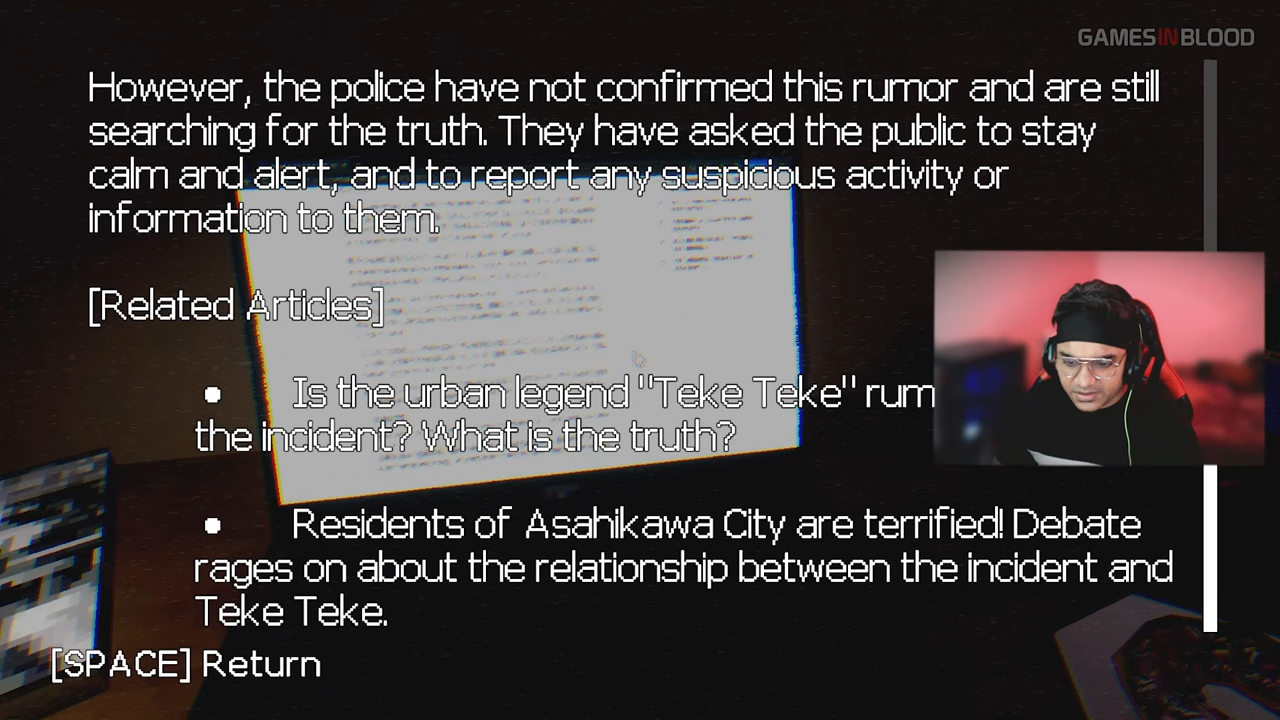 GAMESINBLOOD
However, the police have not confirmed this rumor and are still
searching for the truth. They have asked the public to stay
calm and alert, and to report any suspicious activity or
information to them.
[Related Articles]
• Is the urban legend "Teke Teke" rum
the incident? What is the truth?
• Residents of Asahikawa City are terrified! Debate
rages on about the relationship between the incident and
Teke Teke.
[SPACE] Return